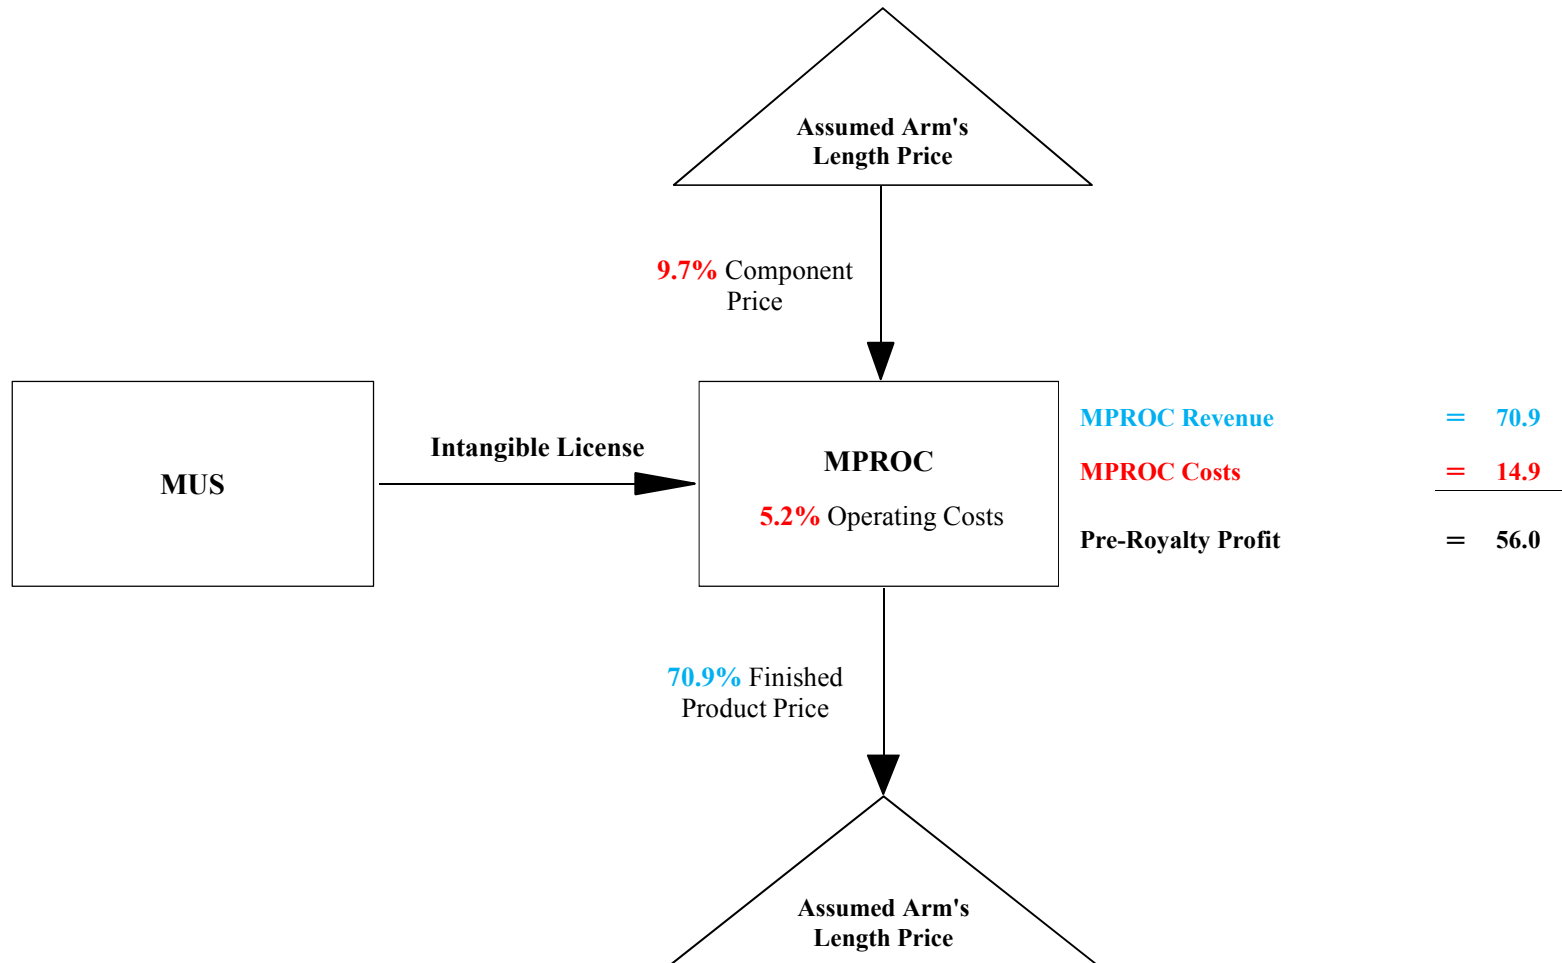 Assumed Arm's
Length Price
9.7% Component
Price
MUS
Intangible License
MPROC
5.2% Operating Costs
MPROC Revenue = 70.9
MPROC Costs = 14.9
Pre-Royalty Profit = 56.0
70.9% Finished
Product Price
Assumed Arm's
Length Price